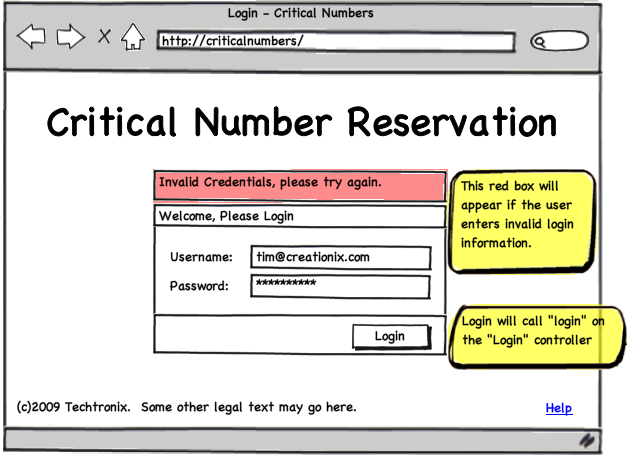 Login - Critical Numbers
http://criticalnumbers/
Critical Number Reservation
Invalid Credentials, please try again.
Welcome, Please Login
Username: tim@creationix.com
Password: **********
Login
This red box will
appear if the user
enters invalid login
information.
Login will call "login" on
the "Login" controller
(c)2009 Techtronix. Some other legal text may go here.
Help